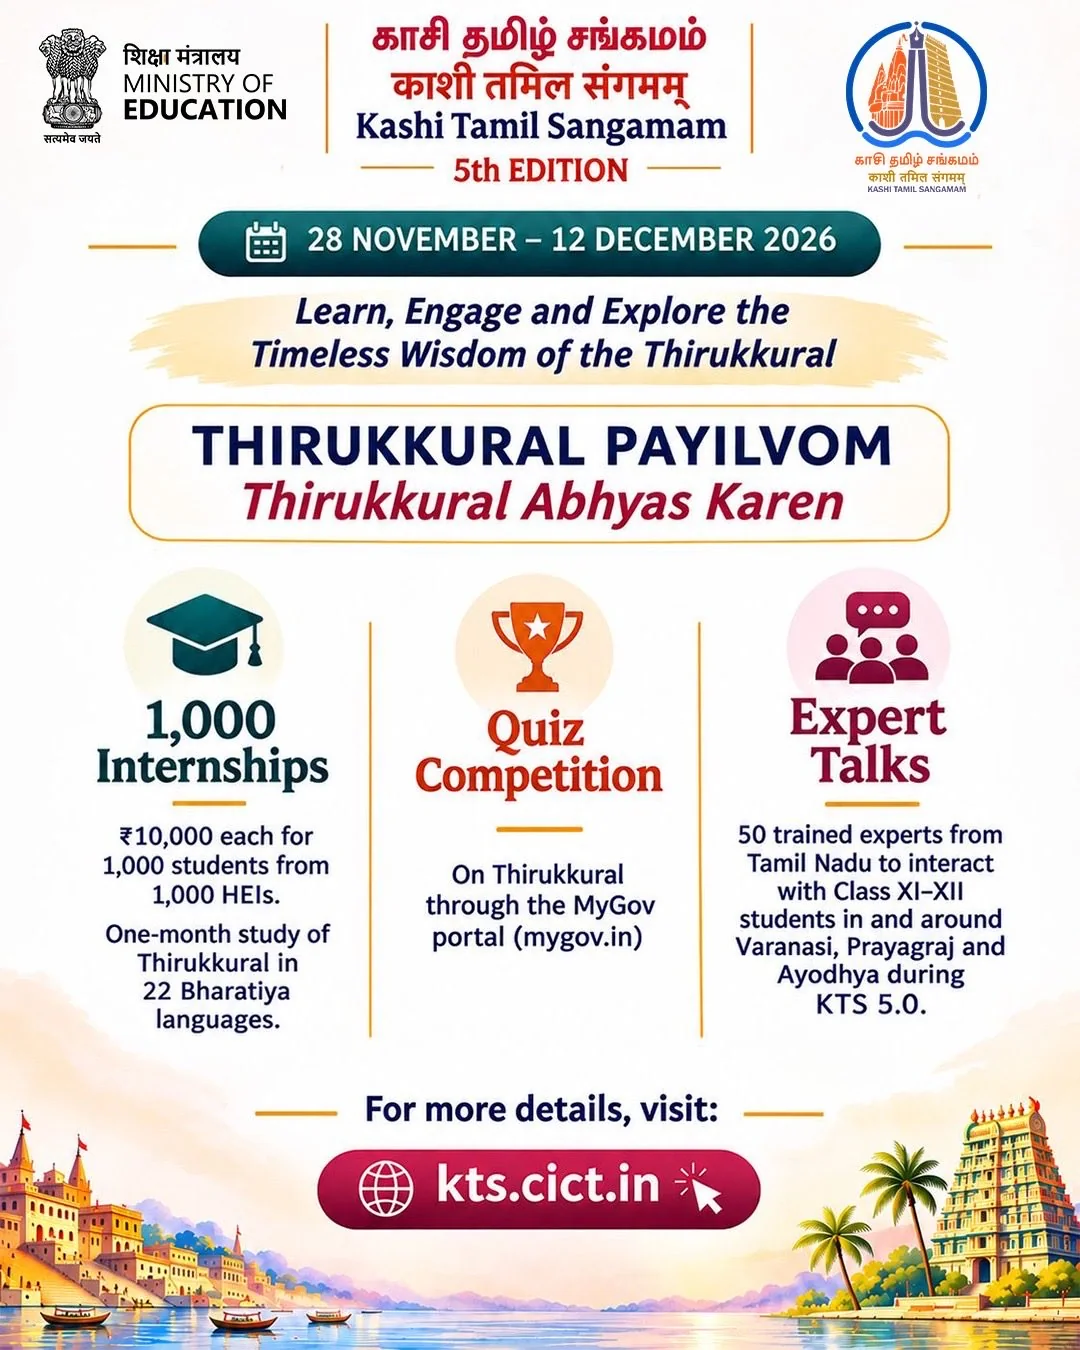 शिक्षा मंत्रालय
MINISTRY OF
EDUCATION
सत्यमेव जयते
காசி தமிழ் சங்கமம்
काशी तमिल संगमम्
Kashi Tamil Sangamam
5th EDITION
காசி தமிழ் சங்கமம்
काशी तमिल संगमम्
KASHI TAMIL SANGAMAM
28 NOVEMBER – 12 DECEMBER 2026
Learn, Engage and Explore the
Timeless Wisdom of the Thirukkural
THIRUKKURAL PAYILVOM
Thirukkural Abhyas Karen
1,000
Internships
₹10,000 each for
1,000 students from
1,000 HEIs.
One-month study of
Thirukkural in
22 Bharatiya
languages.
Quiz
Competition
On Thirukkural
through the MyGov
portal (mygov.in)
Expert
Talks
50 trained experts from
Tamil Nadu to interact
with Class XI–XII
students in and around
Varanasi, Prayagraj and
Ayodhya during
KTS 5.0.
For more details, visit:
kts.cict.in